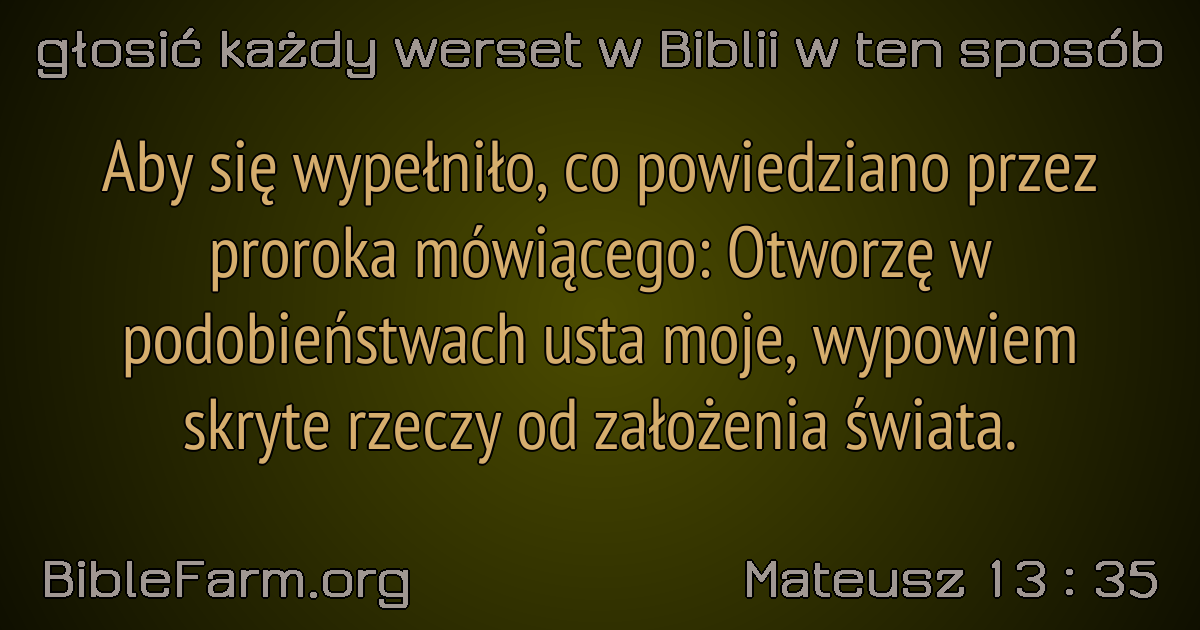 głosić każdy werset w Biblii w ten sposób
Aby się wypełniło, co powiedziano przez
proroka mówiącego: Otworzę w
podobieństwach usta moje, wypowiem
skryte rzeczy od założenia świata.
BibleFarm.org
Mateusz 13 : 35